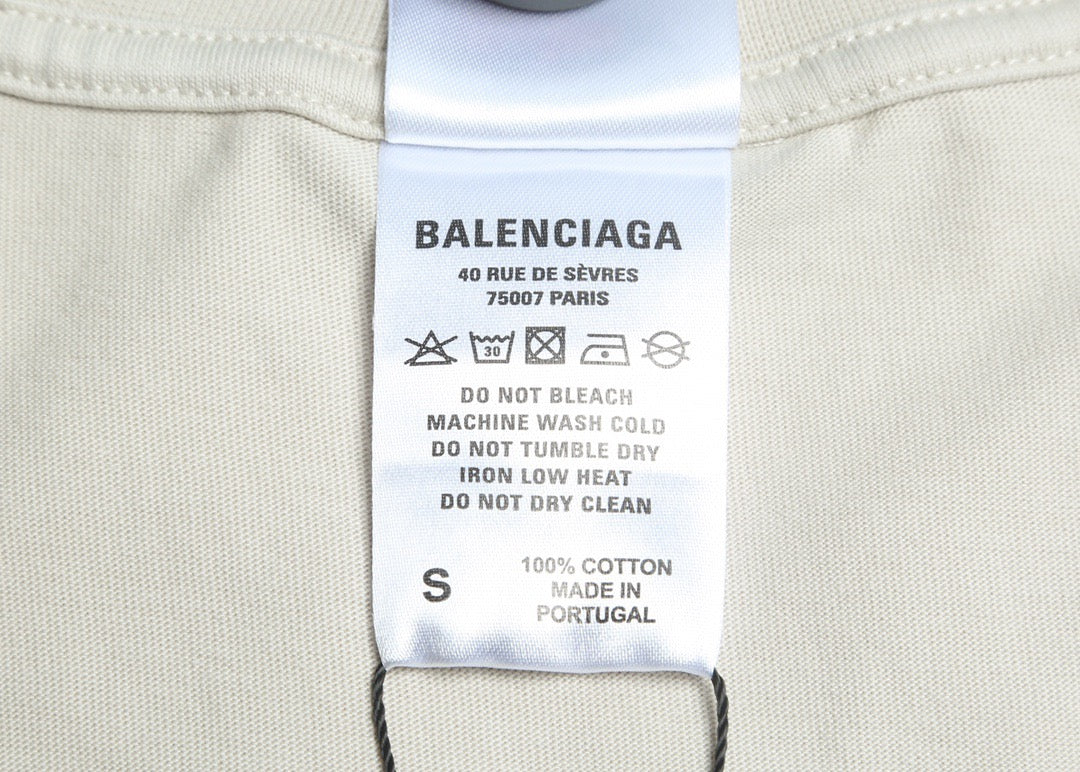 BALENCIAGA
40 RUE DE SÈVRES
75007 PARIS
30
DO NOT BLEACH
MACHINE WASH COLD
DO NOT TUMBLE DRY
IRON LOW HEAT
DO NOT DRY CLEAN
S
100% COTTON
MADE IN
PORTUGAL